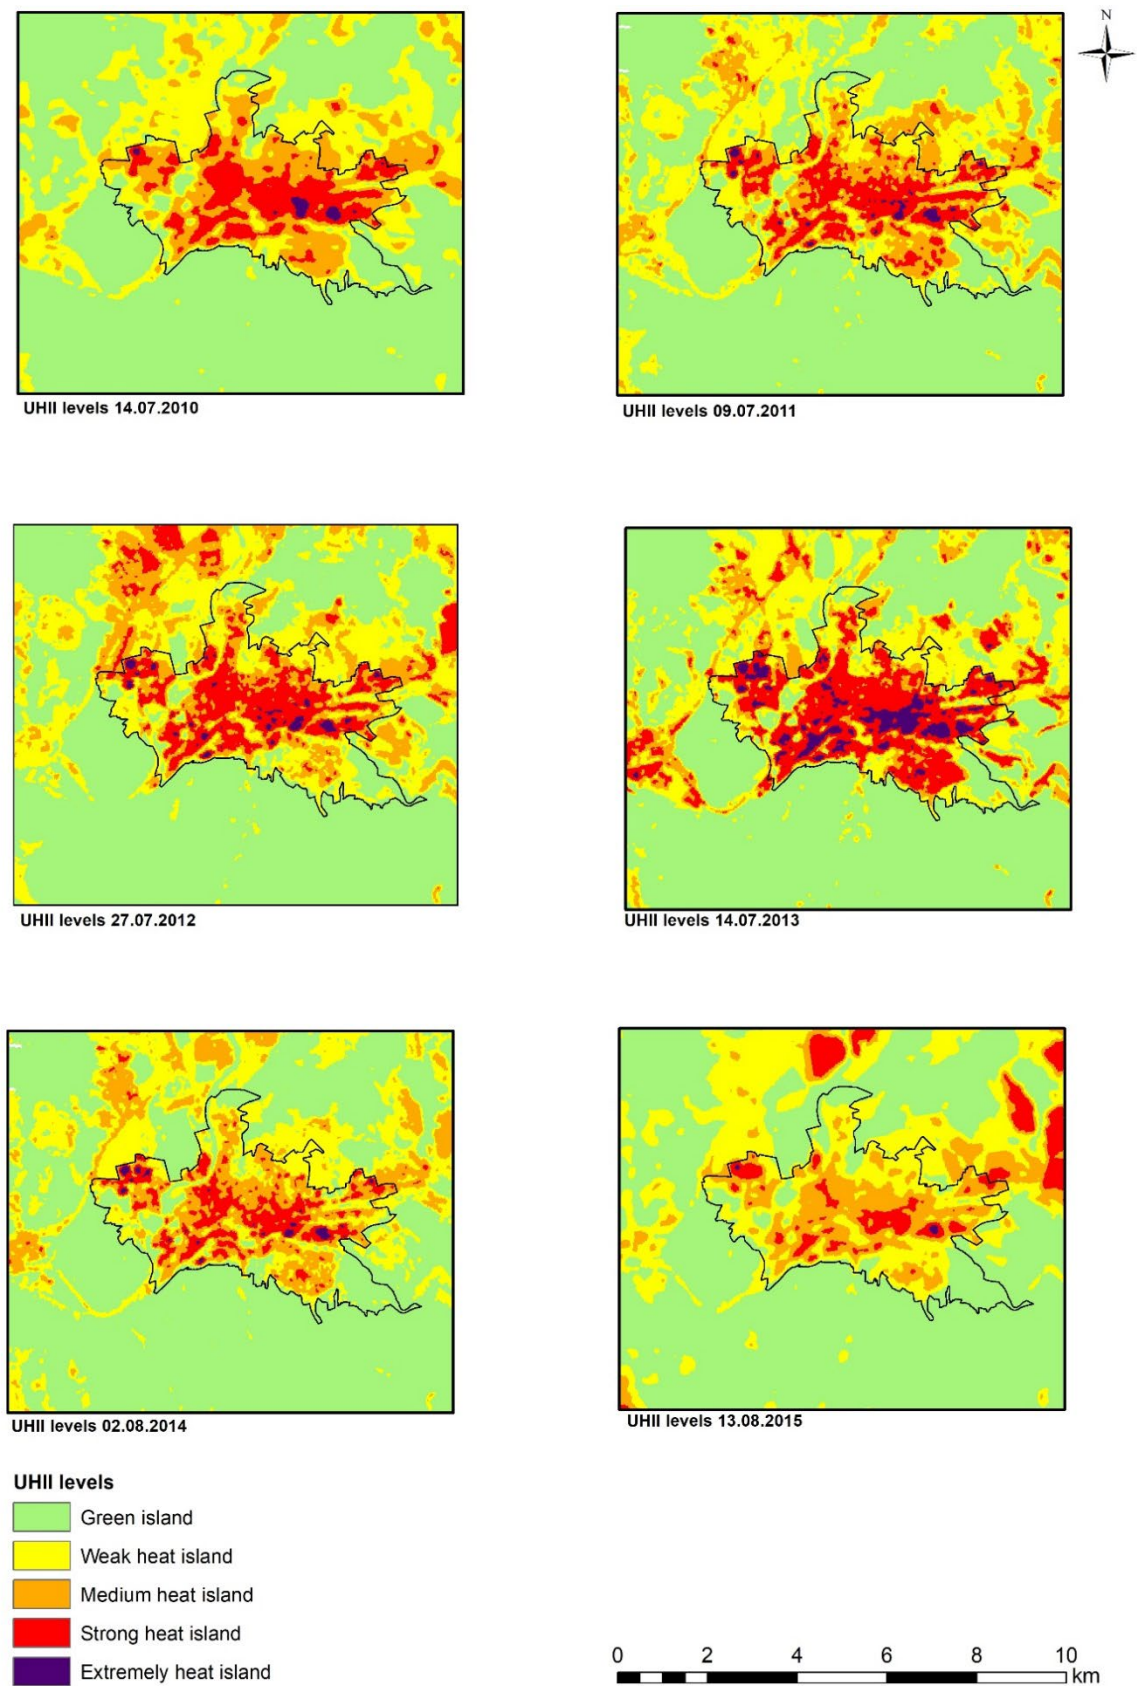 N
UHII levels 14.07.2010
UHII levels 09.07.2011
UHII levels 27.07.2012
UHII levels 14.07.2013
UHII levels 02.08.2014
UHII levels 13.08.2015
UHII levels
Green island
Weak heat island
Medium heat island
Strong heat island
Extremely heat island
0 2 4 6 8 10
km